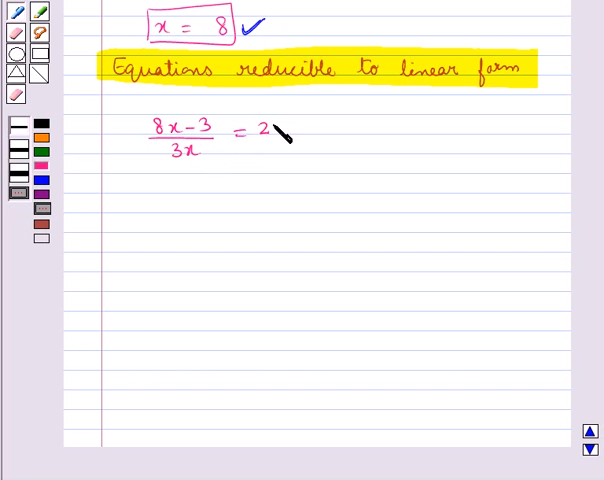 x = 8
Equations reducible to linear form
8x-3
3x
= 2